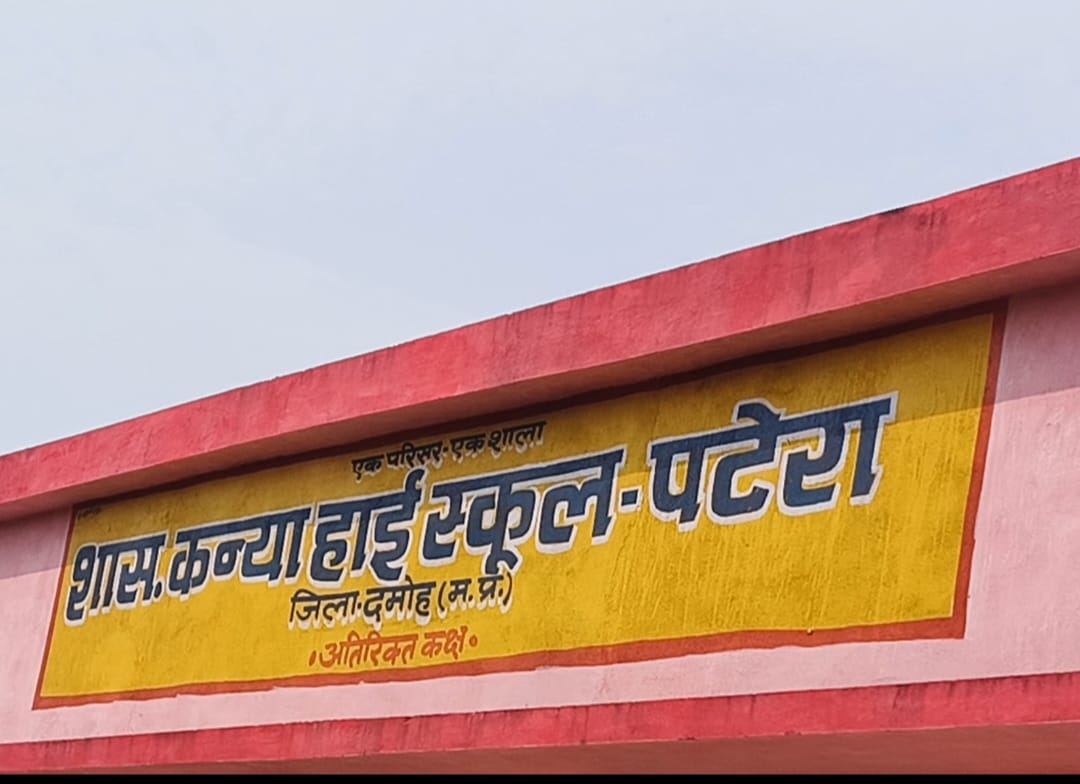 एक परिसर-एक शाला
शास. कन्या हाई स्कूल-पटेरा
जिला-दमोह (म. प्र.)
•अतिरिक्त कक्ष•